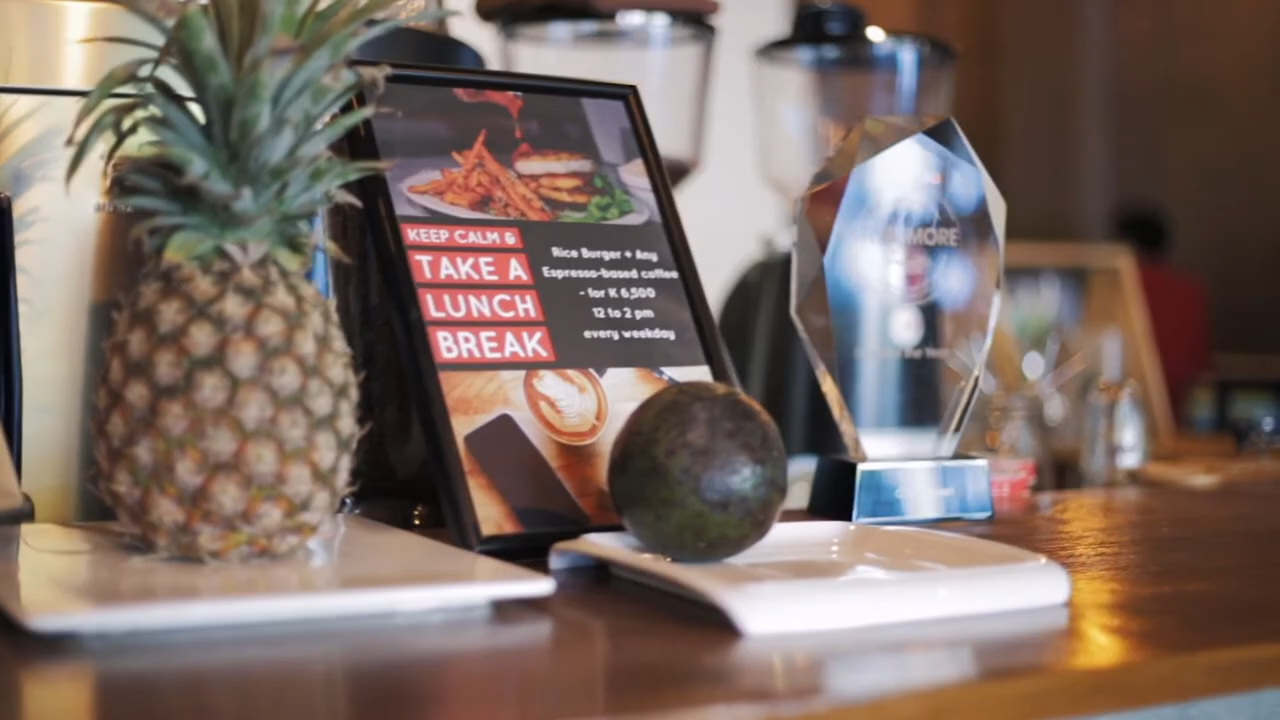 KEEP CALM &
TAKE A
LUNCH
BREAK
Rice Burger + Any
Espresso-based coffee
- for K 6,500
12 to 2 pm
every weekday